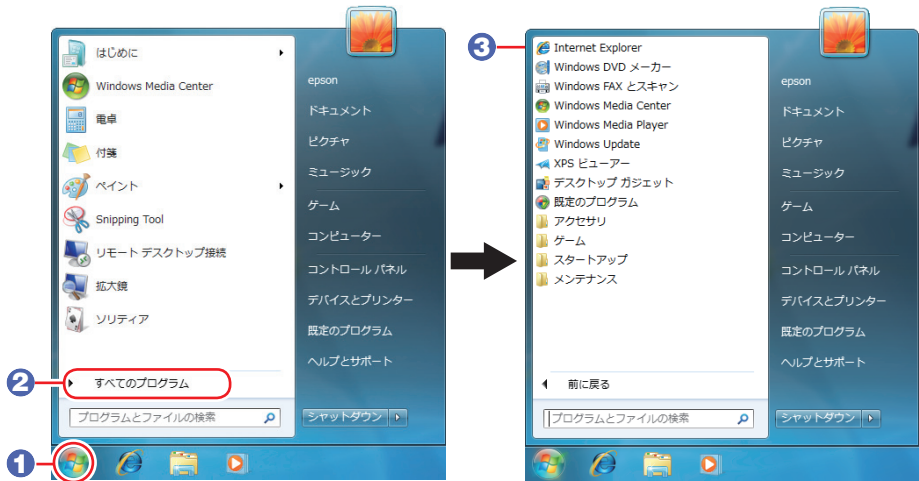 はじめに
Windows Media Center
電卓
付箋
ペイント
Snipping Tool
リモート デスクトップ接続
拡大鏡
ソリティア
2
すべてのプログラム
プログラムとファイルの検索
1
epson
ドキュメント
ピクチャ
ミュージック
ゲーム
コンピューター
コントロール パネル
デバイスとプリンター
既定のプログラム
ヘルプとサポート
シャットダウン
3
Internet Explorer
Windows DVD メーカー
Windows FAX とスキャン
Windows Media Center
Windows Media Player
Windows Update
XPS ビューアー
デスクトップ ガジェット
既定のプログラム
アクセサリ
ゲーム
スタートアップ
メンテナンス
前に戻る
プログラムとファイルの検索
epson
ドキュメント
ピクチャ
ミュージック
ゲーム
コンピューター
コントロール パネル
デバイスとプリンター
既定のプログラム
ヘルプとサポート
シャットダウン